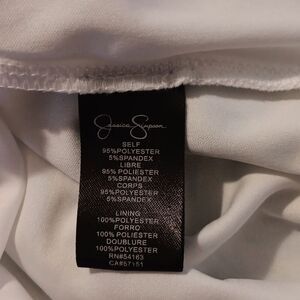 Jessica Simpson
SELF
95%POLYESTER
5%SPANDEX
LIBRE
95% POLIESTER
5%SPANDEX
CORPS
95%POLYESTER
5%SPANDEX
LINING
100%POLYESTER
FORRO
100% POLIESTER
DOUBLURE
100%POLYESTER
RN#54163
CA#57151